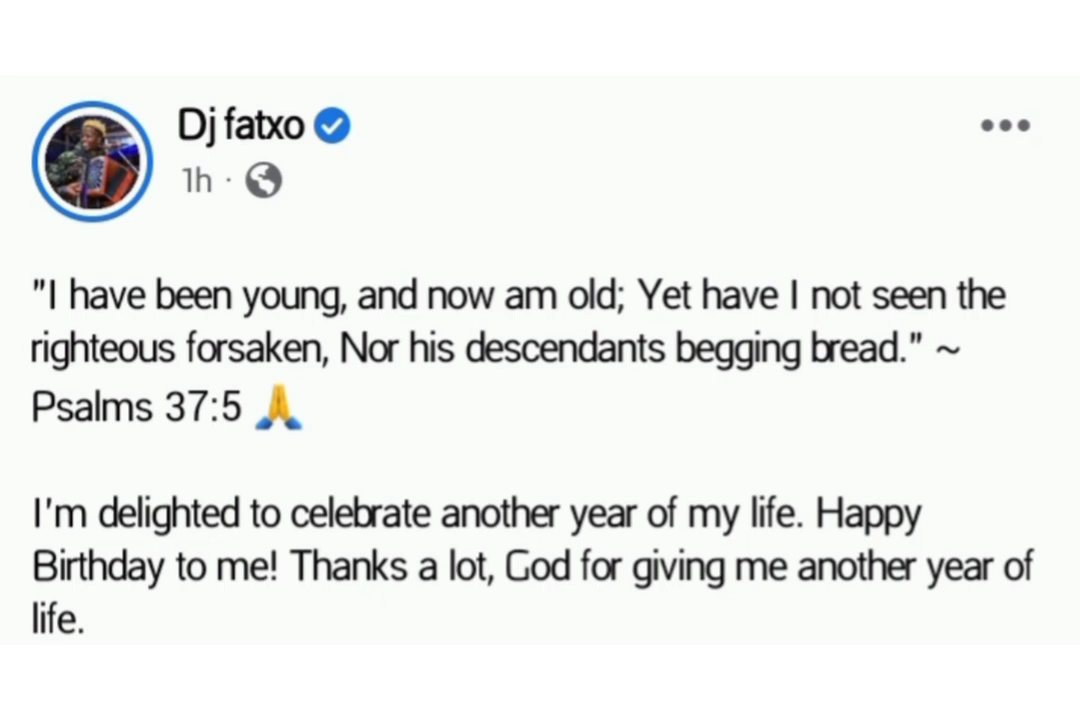 Dj fatxo
1h ·
"I have been young, and now am old; Yet have I not seen the
righteous forsaken, Nor his descendants begging bread." ~
Psalms 37:5 🙏
I'm delighted to celebrate another year of my life. Happy
Birthday to me! Thanks a lot, God for giving me another year of
life.